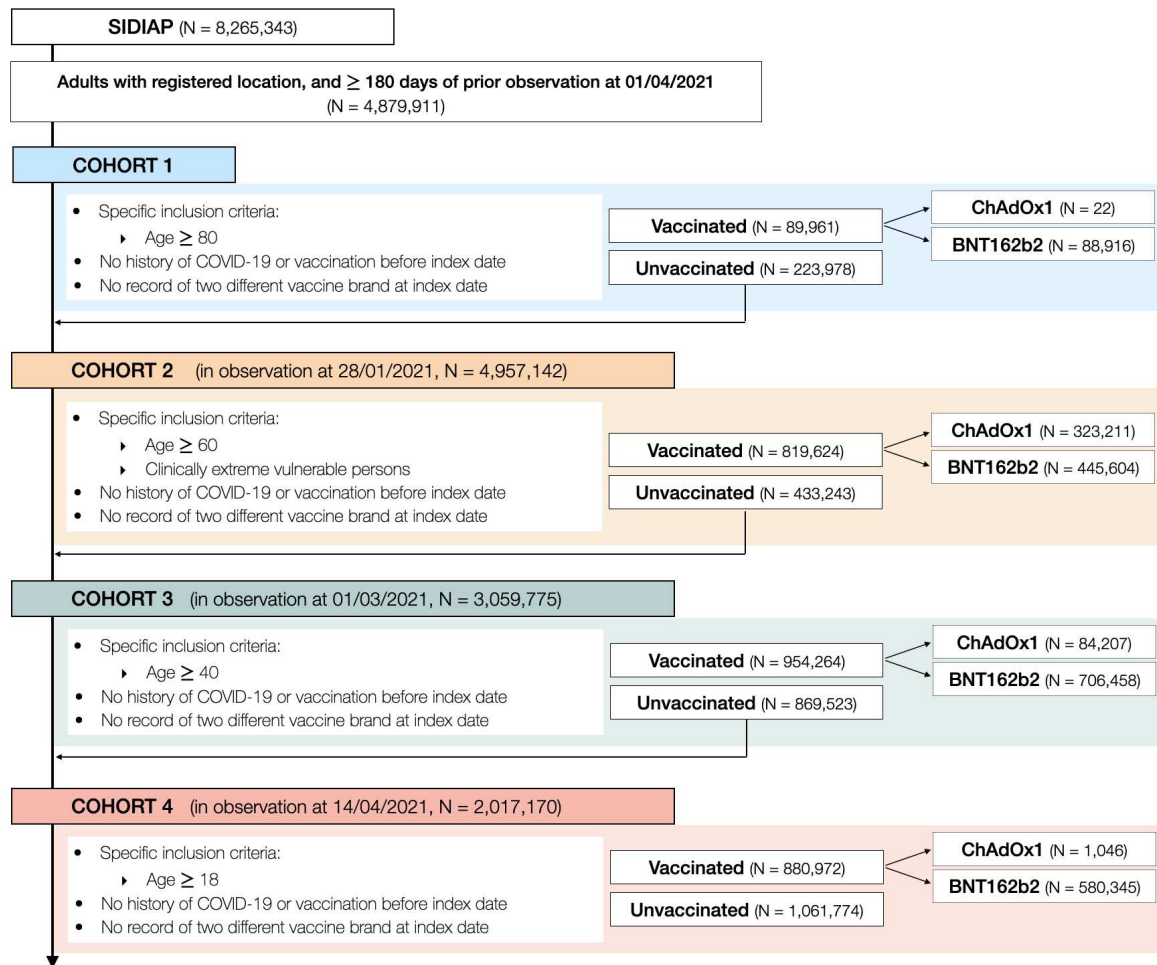 SIDIAP (N = 8,265,343)
Adults with registered location, and ≥ 180 days of prior observation at 01/04/2021
(N = 4,879,911)
COHORT 1
• Specific inclusion criteria:
‣ Age ≥ 80
• No history of COVID-19 or vaccination before index date
• No record of two different vaccine brand at index date
Vaccinated (N = 89,961)
Unvaccinated (N = 223,978)
ChAdOx1 (N = 22)
BNT162b2 (N = 88,916)
COHORT 2 (in observation at 28/01/2021, N = 4,957,142)
• Specific inclusion criteria:
‣ Age ≥ 60
‣ Clinically extreme vulnerable persons
• No history of COVID-19 or vaccination before index date
• No record of two different vaccine brand at index date
Vaccinated (N = 819,624)
Unvaccinated (N = 433,243)
ChAdOx1 (N = 323,211)
BNT162b2 (N = 445,604)
COHORT 3 (in observation at 01/03/2021, N = 3,059,775)
• Specific inclusion criteria:
‣ Age ≥ 40
• No history of COVID-19 or vaccination before index date
• No record of two different vaccine brand at index date
Vaccinated (N = 954,264)
Unvaccinated (N = 869,523)
ChAdOx1 (N = 84,207)
BNT162b2 (N = 706,458)
COHORT 4 (in observation at 14/04/2021, N = 2,017,170)
• Specific inclusion criteria:
‣ Age ≥ 18
• No history of COVID-19 or vaccination before index date
• No record of two different vaccine brand at index date
Vaccinated (N = 880,972)
Unvaccinated (N = 1,061,774)
ChAdOx1 (N = 1,046)
BNT162b2 (N = 580,345)